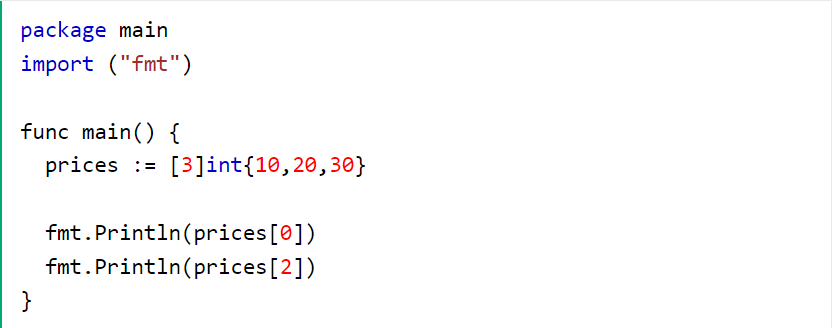 package main
import ("fmt")

func main() {
  prices := [3]int{10,20,30}

  fmt.Println(prices[0])
  fmt.Println(prices[2])
}